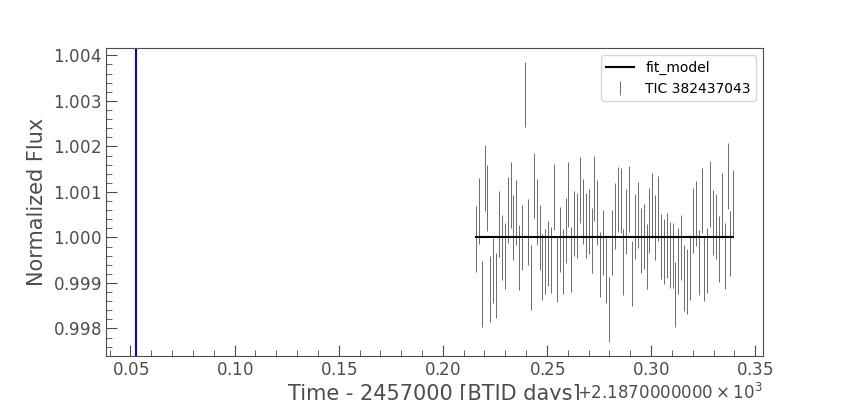 1.004
1.003
1.002
1.001
1.000
0.999
0.998
Normalized Flux
fit_model
TIC 382437043
0.05 0.10 0.15 0.20 0.25 0.30 0.35
Time - 2457000 [BTJD days]
+2.1870000000 × 10³